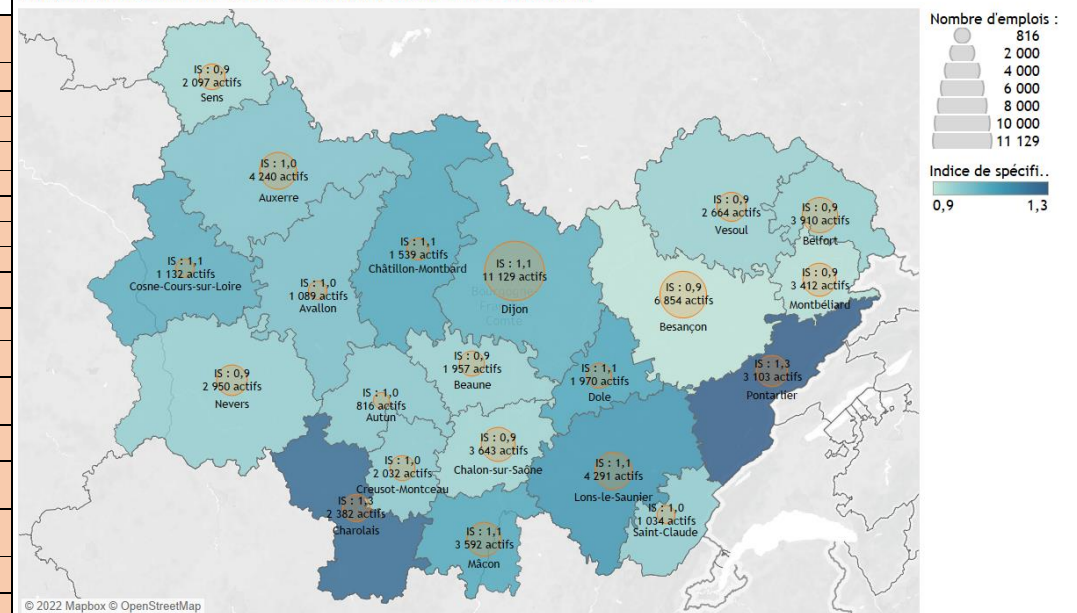 IS : 0,9
2 097 actifs
Sens
IS : 1,0
4 240 actifs
Auxerre
IS : 1,1
1 132 actifs
Cosne-Cours-sur-Loire
IS : 1,0
1 089 actifs
Avallon
IS : 1,1
1 539 actifs
Châtillon-Montbard
IS : 1,1
11 129 actifs
Dijon
IS : 0,9
2 664 actifs
Vesoul
IS : 0,9
3 910 actifs
Belfort
IS : 0,9
3 412 actifs
Montbéliard
IS : 0,9
6 854 actifs
Besançon
IS : 1,3
3 103 actifs
Pontarlier
IS : 0,9
2 950 actifs
Nevers
IS : 1,0
816 actifs
Autun
IS : 0,9
1 957 actifs
Beaune
IS : 1,1
1 970 actifs
Dole
IS : 1,0
2 032 actifs
Creusot-Montceau
IS : 0,9
3 643 actifs
Chalon-sur-Saône
IS : 1,1
4 291 actifs
Lons-le-Saunier
IS : 1,3
2 382 actifs
Charolais
IS : 1,1
3 592 actifs
Mâcon
IS : 1,0
1 034 actifs
Saint-Claude
Nombre d'emplois :
816
2 000
4 000
6 000
8 000
10 000
11 129
Indice de spécifi..
0,9 1,3
© 2022 Mapbox © OpenStreetMap